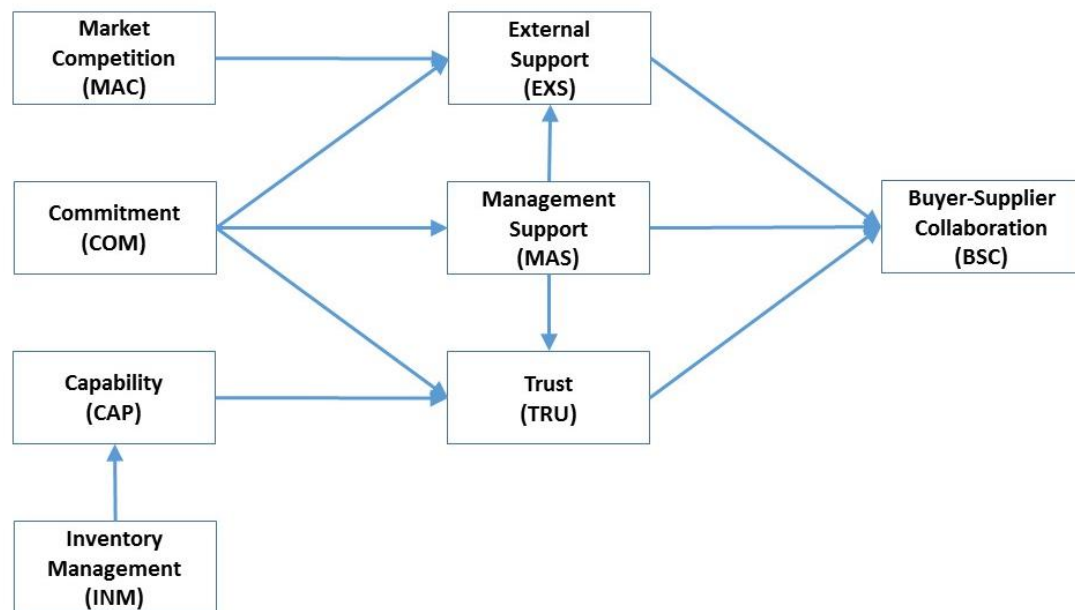 Market
Competition
(MAC)
External
Support
(EXS)
Commitment
(COM)
Management
Support
(MAS)
Buyer-Supplier
Collaboration
(BSC)
Capability
(CAP)
Trust
(TRU)
Inventory
Management
(INM)